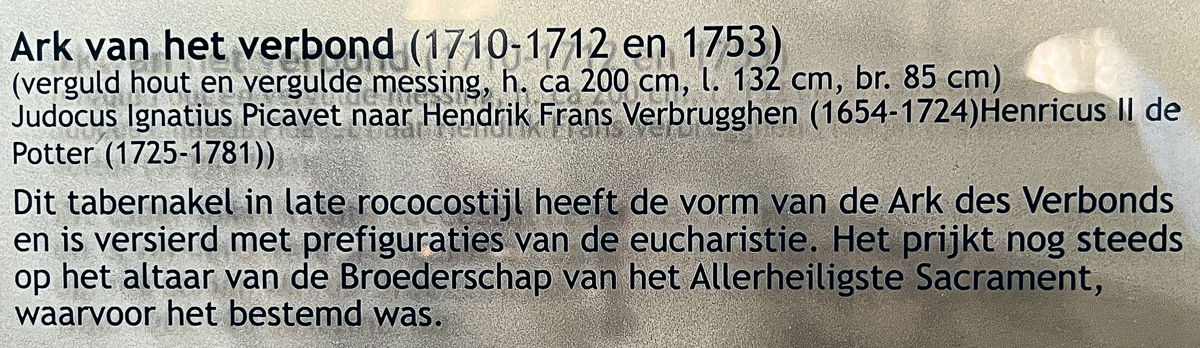 Ark van het verbond (1710-1712 en 1753)
(verguld hout en vergulde messing, h. ca 200 cm, l. 132 cm, br. 85 cm)
Judocus Ignatius Picavet naar Hendrik Frans Verbrugghen (1654-1724)Henricus II de
Potter (1725-1781))
Dit tabernakel in late rococostijl heeft de vorm van de Ark des Verbonds
en is versierd met prefiguraties van de eucharistie. Het prijkt nog steeds
op het altaar van de Broederschap van het Allerheiligste Sacrament,
waarvoor het bestemd was.